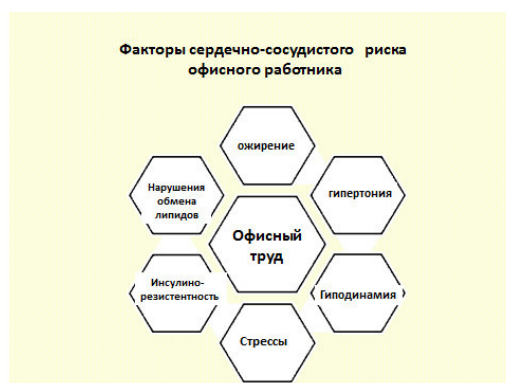 Факторы сердечно-сосудистого риска
офисного работника
ожирение
Нарушения
обмена
липидов
гипертония
Офисный
труд
Инсулино-
резистентность
Гиподинамия
Стрессы